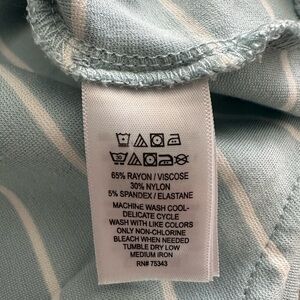 65% RAYON / VISCOSE
30% NYLON
5% SPANDEX / ELASTANE
MACHINE WASH COOL-
DELICATE CYCLE
WASH WITH LIKE COLORS
ONLY NON-CHLORINE
BLEACH WHEN NEEDED
TUMBLE DRY LOW
MEDIUM IRON
RN# 75343